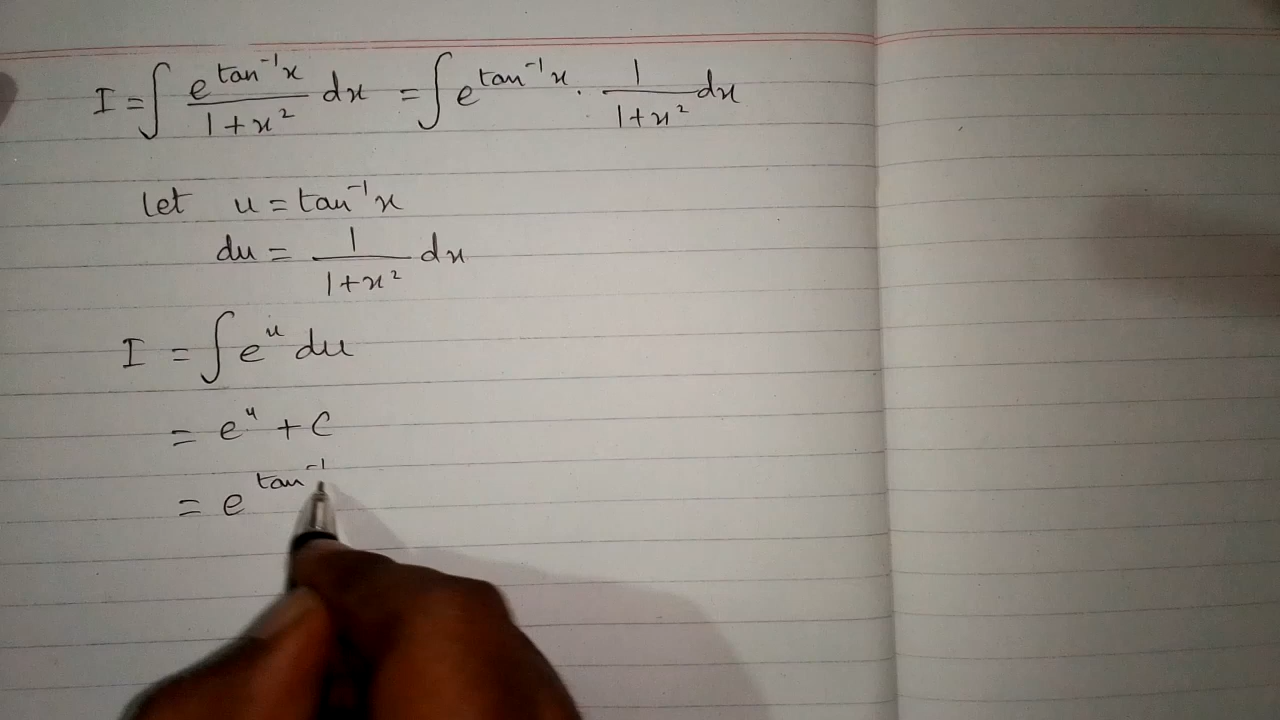 I = ∫ e^(tan⁻¹x) / (1+x²) dx = ∫ e^(tan⁻¹x) · 1/(1+x²) dx
let u = tan⁻¹x
du = 1/(1+x²) dx
I = ∫ e^u du
= e^u + C
= e^(tan⁻¹